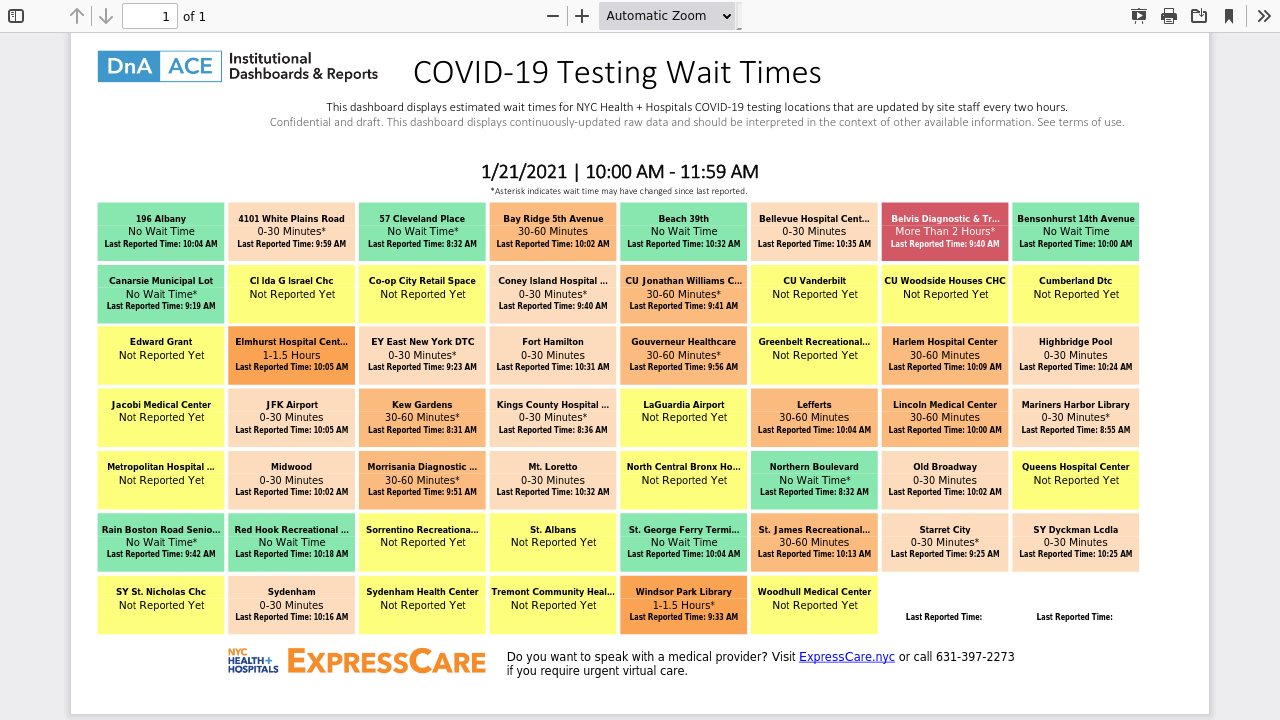 1
of 1
Automatic Zoom
DnA ACE Institutional Dashboards & Reports
COVID-19 Testing Wait Times
This dashboard displays estimated wait times for NYC Health + Hospitals COVID-19 testing locations that are updated by site staff every two hours.
Confidential and draft. This dashboard displays continuously-updated raw data and should be interpreted in the context of other available information. See terms of use.
1/21/2021 | 10:00 AM - 11:59 AM
*Asterisk indicates wait time may have changed since last reported.
196 Albany
No Wait Time
Last Reported Time: 10:04 AM
4101 White Plains Road
0-30 Minutes*
Last Reported Time: 9:59 AM
57 Cleveland Place
No Wait Time*
Last Reported Time: 8:32 AM
Bay Ridge 5th Avenue
30-60 Minutes
Last Reported Time: 10:02 AM
Beach 39th
No Wait Time
Last Reported Time: 10:32 AM
Bellevue Hospital Cent...
0-30 Minutes
Last Reported Time: 10:35 AM
Belvis Diagnostic & Tr...
More Than 2 Hours*
Last Reported Time: 9:40 AM
Bensonhurst 14th Avenue
No Wait Time
Last Reported Time: 10:00 AM
Canarsie Municipal Lot
No Wait Time*
Last Reported Time: 9:19 AM
Cl Ida G Israel Chc
Not Reported Yet
Co-op City Retail Space
Not Reported Yet
Coney Island Hospital ...
0-30 Minutes*
Last Reported Time: 9:40 AM
CU Jonathan Williams C...
30-60 Minutes*
Last Reported Time: 9:41 AM
CU Vanderbilt
Not Reported Yet
CU Woodside Houses CHC
Not Reported Yet
Cumberland Dtc
Not Reported Yet
Edward Grant
Not Reported Yet
Elmhurst Hospital Cent...
1-1.5 Hours
Last Reported Time: 10:05 AM
EY East New York DTC
0-30 Minutes*
Last Reported Time: 9:23 AM
Fort Hamilton
0-30 Minutes
Last Reported Time: 10:31 AM
Gouverneur Healthcare
30-60 Minutes*
Last Reported Time: 9:56 AM
Greenbelt Recreational...
Not Reported Yet
Harlem Hospital Center
30-60 Minutes
Last Reported Time: 10:09 AM
Highbridge Pool
0-30 Minutes
Last Reported Time: 10:24 AM
Jacobi Medical Center
Not Reported Yet
JFK Airport
0-30 Minutes
Last Reported Time: 10:05 AM
Kew Gardens
30-60 Minutes*
Last Reported Time: 8:31 AM
Kings County Hospital ...
0-30 Minutes*
Last Reported Time: 8:36 AM
LaGuardia Airport
Not Reported Yet
Lefferts
30-60 Minutes
Last Reported Time: 10:04 AM
Lincoln Medical Center
30-60 Minutes
Last Reported Time: 10:00 AM
Mariners Harbor Library
0-30 Minutes*
Last Reported Time: 8:55 AM
Metropolitan Hospital ...
Not Reported Yet
Midwood
0-30 Minutes
Last Reported Time: 10:02 AM
Morrisania Diagnostic ...
30-60 Minutes*
Last Reported Time: 9:51 AM
Mt. Loretto
0-30 Minutes
Last Reported Time: 10:32 AM
North Central Bronx Ho...
Not Reported Yet
Northern Boulevard
No Wait Time*
Last Reported Time: 8:32 AM
Old Broadway
0-30 Minutes
Last Reported Time: 10:02 AM
Queens Hospital Center
Not Reported Yet
Rain Boston Road Senio...
No Wait Time*
Last Reported Time: 9:42 AM
Red Hook Recreational ...
No Wait Time
Last Reported Time: 10:18 AM
Sorrentino Recreationa...
Not Reported Yet
St. Albans
Not Reported Yet
St. George Ferry Termi...
No Wait Time
Last Reported Time: 10:04 AM
St. James Recreational...
30-60 Minutes
Last Reported Time: 10:13 AM
Starret City
0-30 Minutes*
Last Reported Time: 9:25 AM
SY Dyckman Lcdla
0-30 Minutes
Last Reported Time: 10:25 AM
SY St. Nicholas Chc
Not Reported Yet
Sydenham
0-30 Minutes
Last Reported Time: 10:16 AM
Sydenham Health Center
Not Reported Yet
Tremont Community Heal...
Not Reported Yet
Windsor Park Library
1-1.5 Hours*
Last Reported Time: 9:33 AM
Woodhull Medical Center
Not Reported Yet
Last Reported Time:
Last Reported Time:
NYC
HEALTH+
HOSPITALS
EXPRESSCARE
Do you want to speak with a medical provider? Visit ExpressCare.nyc or call 631-397-2273
if you require urgent virtual care.